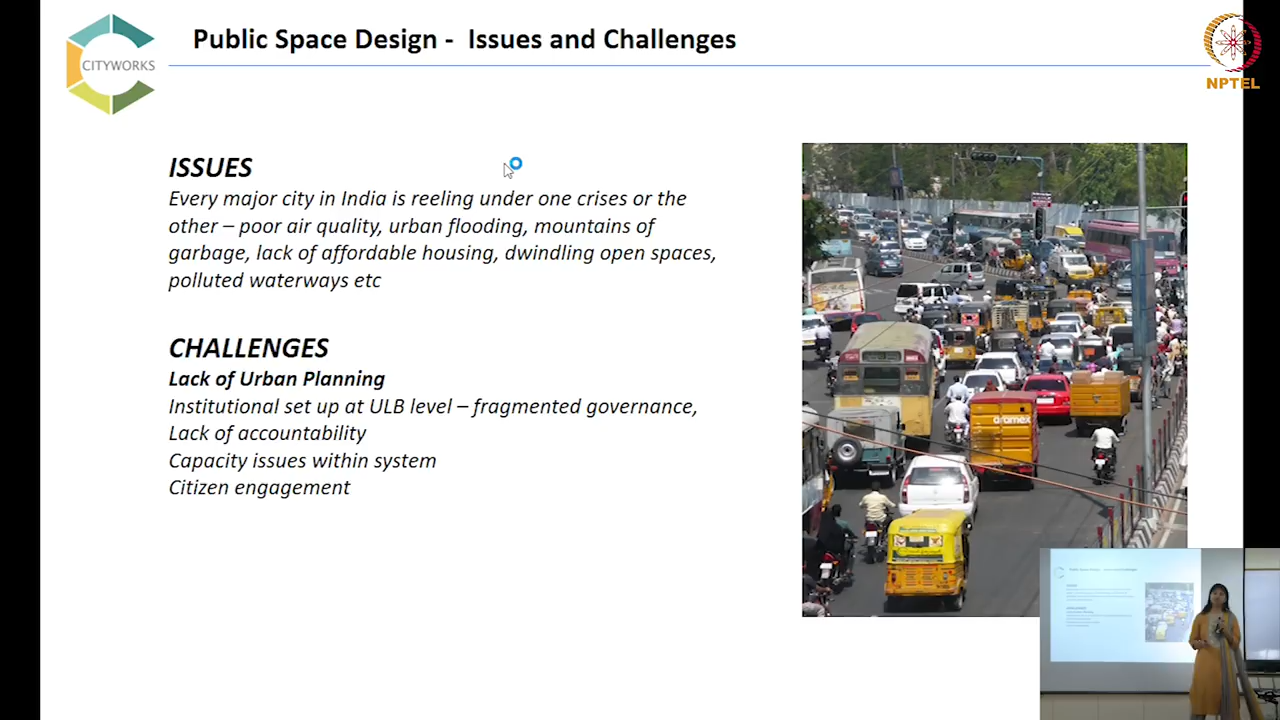 Public Space Design - Issues and Challenges
CITYWORKS
NPTEL
ISSUES
Every major city in India is reeling under one crises or the
other – poor air quality, urban flooding, mountains of
garbage, lack of affordable housing, dwindling open spaces,
polluted waterways etc
CHALLENGES
Lack of Urban Planning
Institutional set up at ULB level – fragmented governance,
Lack of accountability
Capacity issues within system
Citizen engagement
aramex